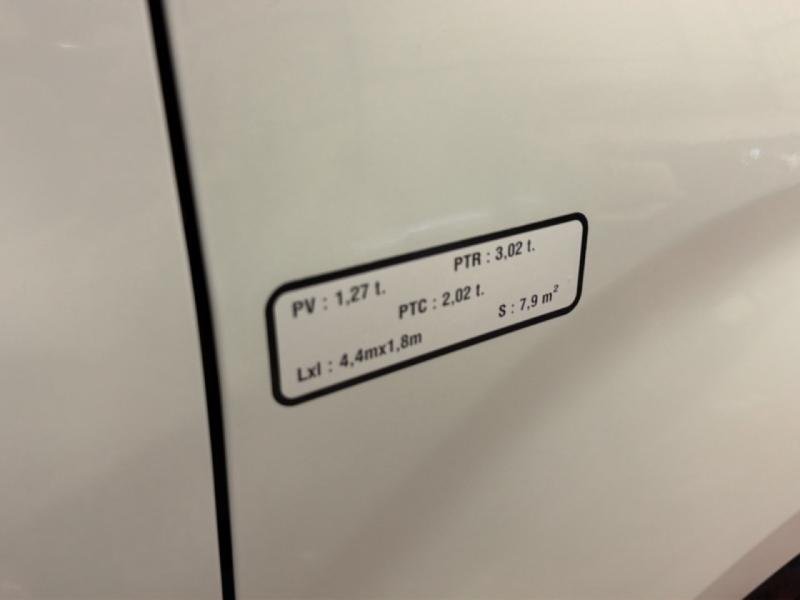 PV : 1,27 t.
PTR : 3,02 t.
PTC : 2,02 t.
Lxl : 4,4mx1,8m
S : 7,9 m²